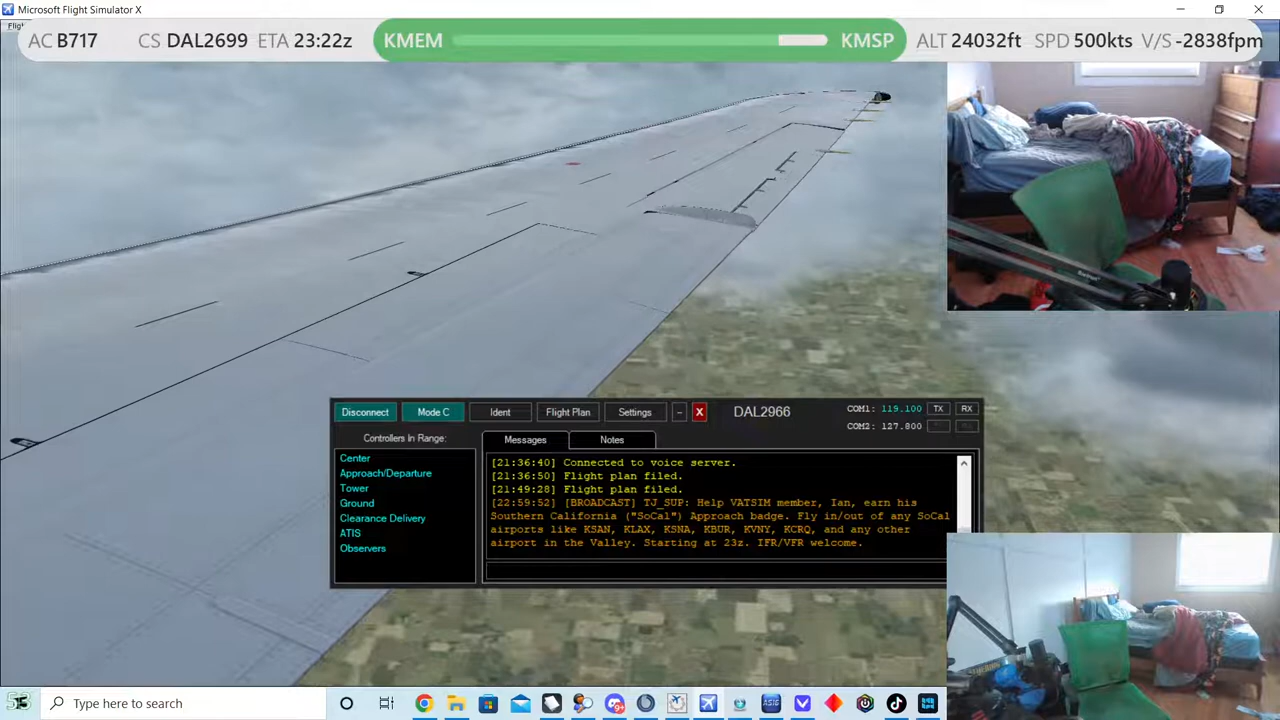 Microsoft Flight Simulator X
Fligh
AC B717 CS DAL2699 ETA 23:22z KMEM KMSP ALT 24032ft SPD 500kts V/S -2838fpm
Disconnect Mode C Ident Flight Plan Settings – X DAL2966 COM1: 119.100 TX RX
COM2: 127.800
Controllers In Range:
Center
Approach/Departure
Tower
Ground
Clearance Delivery
ATIS
Observers
Messages Notes
[21:36:40] Connected to voice server.
[21:36:50] Flight plan filed.
[21:49:28] Flight plan filed.
[22:59:52] [BROADCAST] TJ_SUP: Help VATSIM member, Ian, earn his
Southern California ("SoCal") Approach badge. Fly in/out of any SoCal
airports like KSAN, KLAX, KSNA, KBUR, KVNY, KCRQ, and any other
airport in the Valley. Starting at 23z. IFR/VFR welcome.
Type here to search